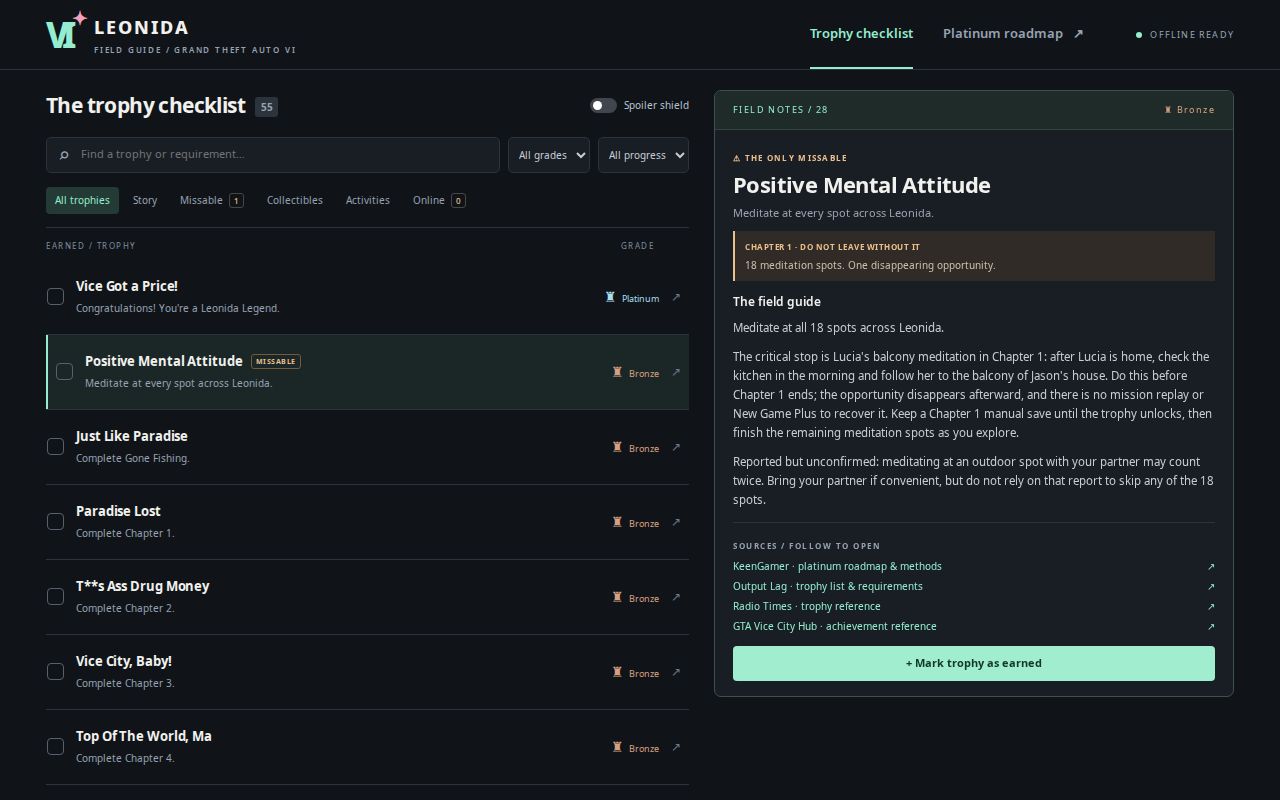 VI
LEONIDA
FIELD GUIDE / GRAND THEFT AUTO VI
Trophy checklist
Platinum roadmap ↗
OFFLINE READY
The trophy checklist 55
Spoiler shield
Find a trophy or requirement...
All grades
All progress
All trophies
Story
Missable 1
Collectibles
Activities
Online 0
EARNED / TROPHY
GRADE
Vice Got a Price!
Congratulations! You're a Leonida Legend.
Platinum ↗
Positive Mental Attitude MISSABLE
Meditate at every spot across Leonida.
Bronze ↗
Just Like Paradise
Complete Gone Fishing.
Bronze ↗
Paradise Lost
Complete Chapter 1.
Bronze ↗
T**s Ass Drug Money
Complete Chapter 2.
Bronze ↗
Vice City, Baby!
Complete Chapter 3.
Bronze ↗
Top Of The World, Ma
Complete Chapter 4.
Bronze ↗
FIELD NOTES / 28
Bronze
⚠ THE ONLY MISSABLE
Positive Mental Attitude
Meditate at every spot across Leonida.
CHAPTER 1 · DO NOT LEAVE WITHOUT IT
18 meditation spots. One disappearing opportunity.
The field guide
Meditate at all 18 spots across Leonida.
The critical stop is Lucia's balcony meditation in Chapter 1: after Lucia is home, check the
kitchen in the morning and follow her to the balcony of Jason's house. Do this before
Chapter 1 ends; the opportunity disappears afterward, and there is no mission replay or
New Game Plus to recover it. Keep a Chapter 1 manual save until the trophy unlocks, then
finish the remaining meditation spots as you explore.
Reported but unconfirmed: meditating at an outdoor spot with your partner may count
twice. Bring your partner if convenient, but do not rely on that report to skip any of the 18
spots.
SOURCES / FOLLOW TO OPEN
KeenGamer · platinum roadmap & methods ↗
Output Lag · trophy list & requirements ↗
Radio Times · trophy reference ↗
GTA Vice City Hub · achievement reference ↗
+ Mark trophy as earned